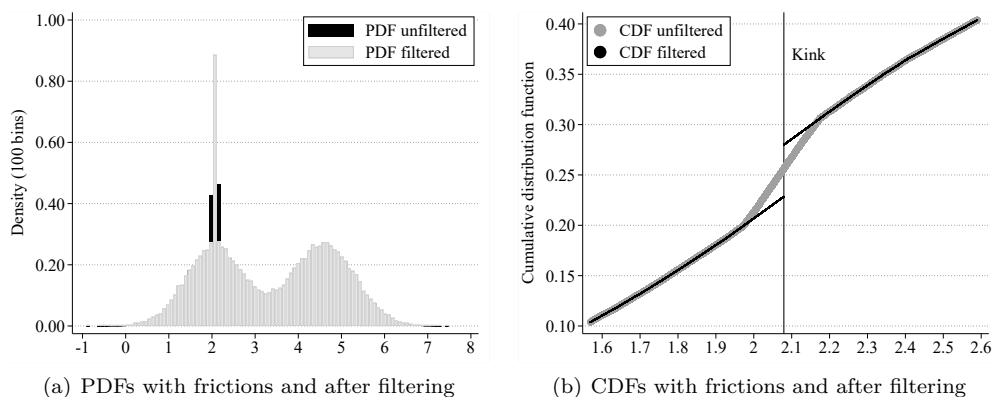 PDF unfiltered
PDF filtered
Density (100 bins)
1.00
0.80
0.60
0.40
0.20
0.00
-1 0 1 2 3 4 5 6 7 8
(a) PDFs with frictions and after filtering
CDF unfiltered
CDF filtered
Kink
Cumulative distribution function
0.40
0.35
0.30
0.25
0.20
0.15
0.10
1.6 1.7 1.8 1.9 2 2.1 2.2 2.3 2.4 2.5 2.6
(b) CDFs with frictions and after filtering